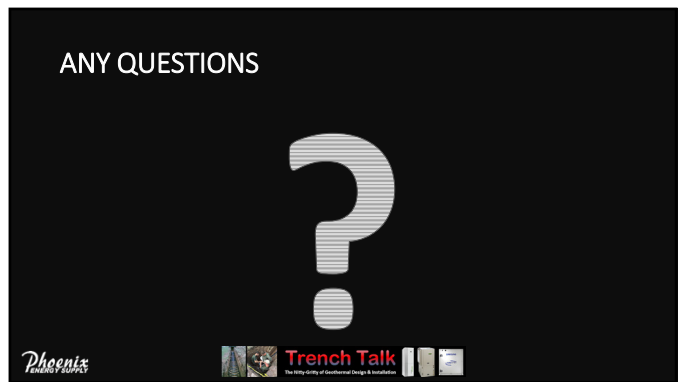 ANY QUESTIONS
?
Phoenix
ENERGY SUPPLY
Trench Talk
The Nitty-Gritty of Geothermal Design & Installation